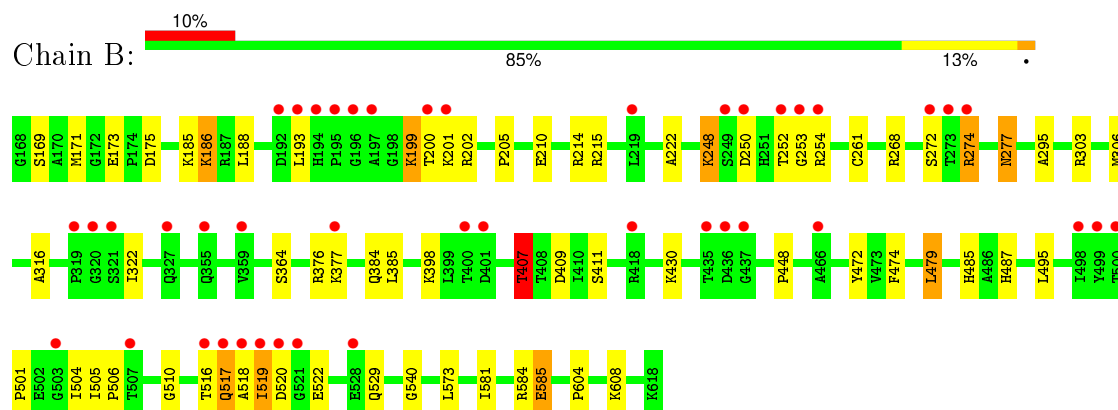 10%
Chain B:
85% 13% •
G168 S169 A170 M171 G172 E173 P174 D175 K185 K186 R187 L188 D192 L193 H194 P195 G196 A197 G198 K199 T200 K201 R202 P205 E210 R214 R215 L219 A222 K248 S249 D250 H251 T252 G253 R254 C261 R268 S272 T273 R274 N277 A295 R303 M306
A316 P319 G320 S321 I322 Q327 Q355 V359 S364 R376 K377 Q384 L385 K398 L399 T400 D401 T407 T408 D409 I410 S411 R418 K430 T435 D436 G437 P448 A466 Y472 V473 F474 L479 H485 A486 H487 L495 I498 Y499 T500
P501 E502 G503 I504 I505 P506 T507 G510 T516 Q517 A518 I519 D520 G521 E522 E528 Q529 G540 L573 I581 R584 E585 P604 K608 K618